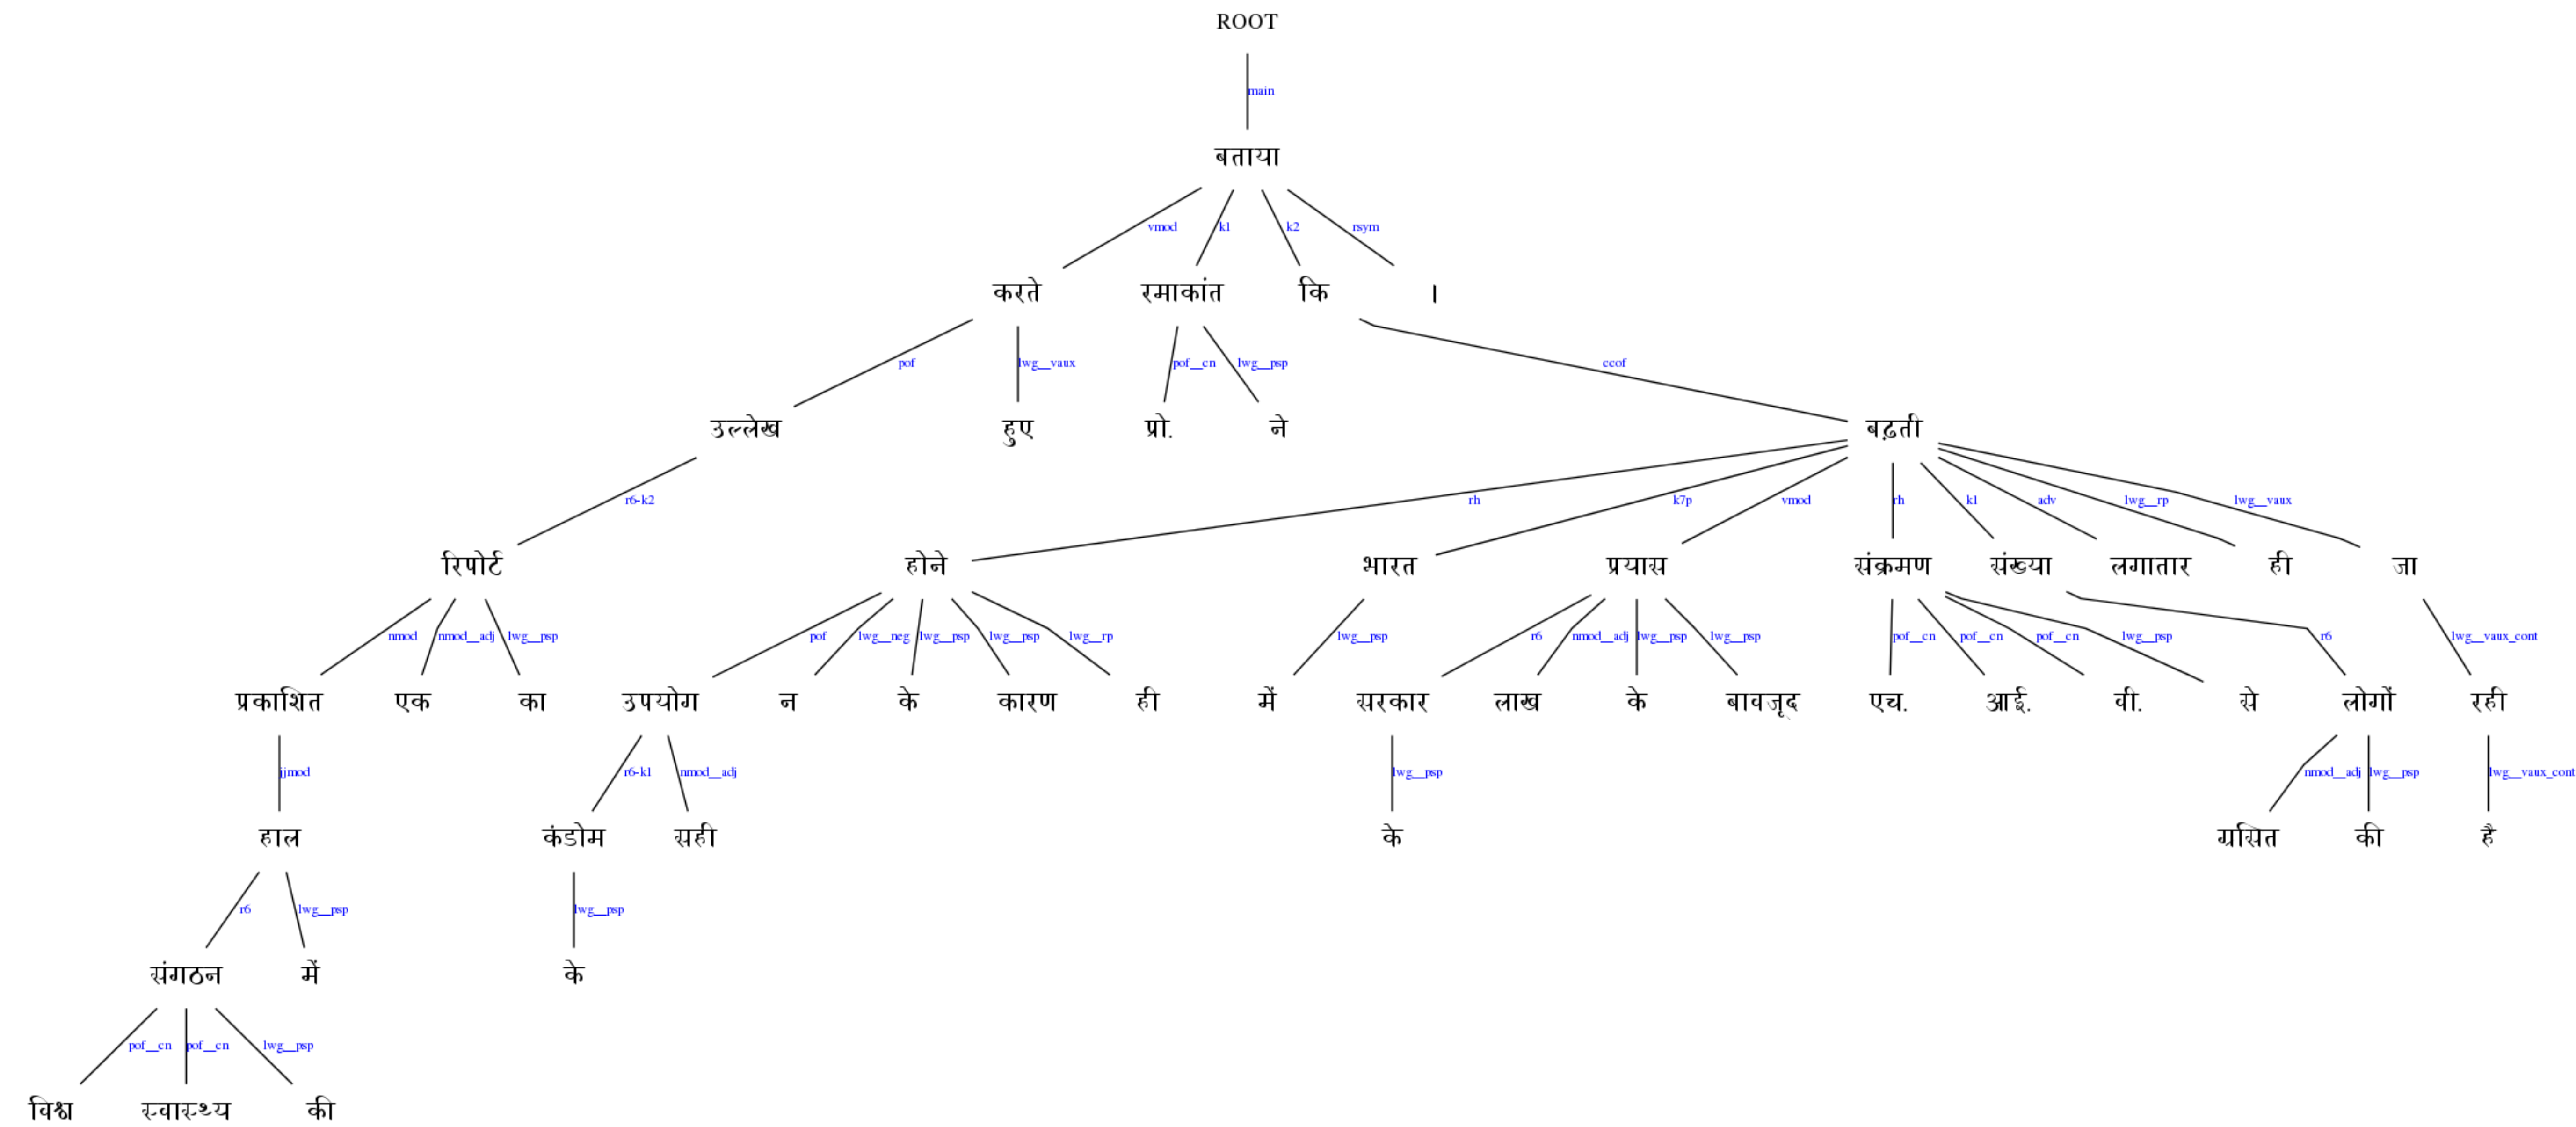 ROOT
main
बताया
vmod k1 k2 rsym
करते रमाकांत कि ।
pof lwg__vaux pof__cn lwg__psp ccof
उल्लेख हुए प्रो. ने बढ़ती
r6-k2 rh k7p vmod rh k1 adv lwg__rp lwg__vaux
रिपोर्ट होने भारत प्रयास संक्रमण संख्या लगातार ही जा
nmod nmod__adj lwg__psp pof lwg__neg lwg__psp lwg__psp lwg__rp lwg__psp r6 nmod__adj lwg__psp lwg__psp pof__cn pof__cn pof__cn lwg__psp r6 lwg__vaux_cont
प्रकाशित एक का उपयोग न के कारण ही में सरकार लाख के बावजूद एच. आई. वी. से लोगों रही
jjmod r6-k1 nmod__adj lwg__psp nmod__adj lwg__psp lwg__vaux_cont
हाल कंडोम सही के ग्रसित की है
r6 lwg__psp lwg__psp
संगठन में के
pof__cn pof__cn lwg__psp
विश्व स्वास्थ्य की